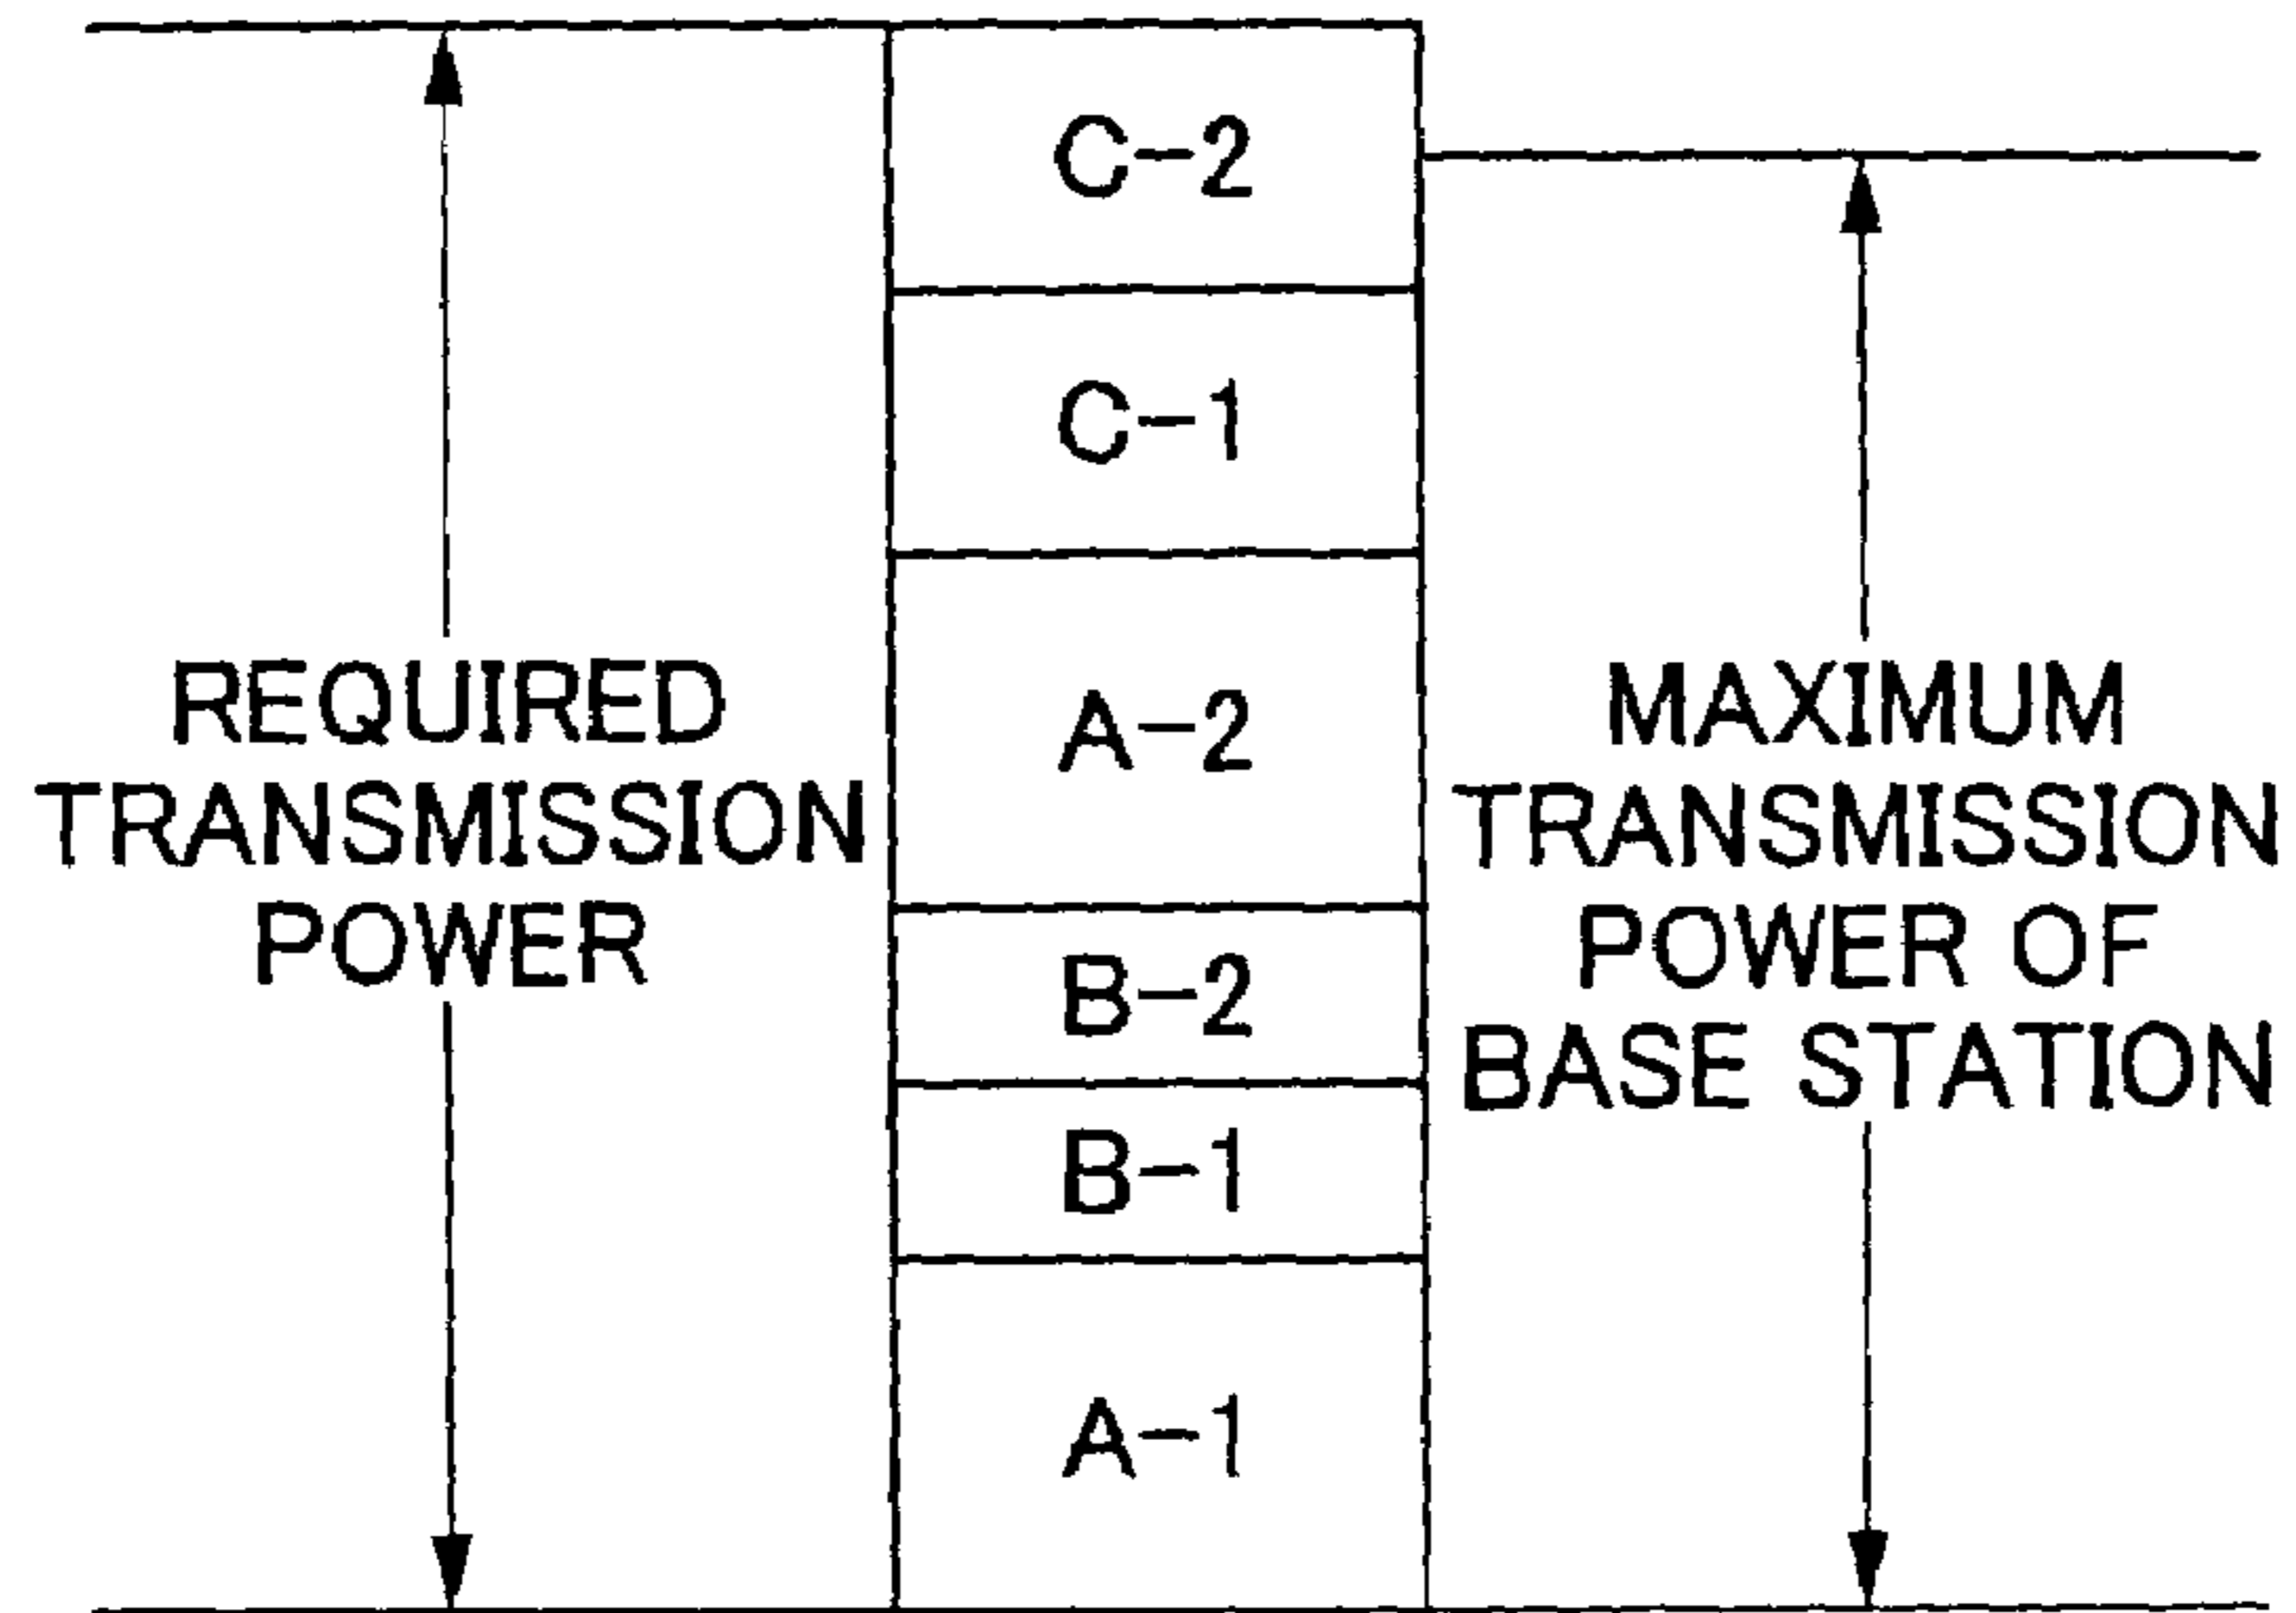 C-2
C-1
A-2
B-2
B-1
A-1
REQUIRED
TRANSMISSION
POWER
MAXIMUM
TRANSMISSION
POWER OF
BASE STATION